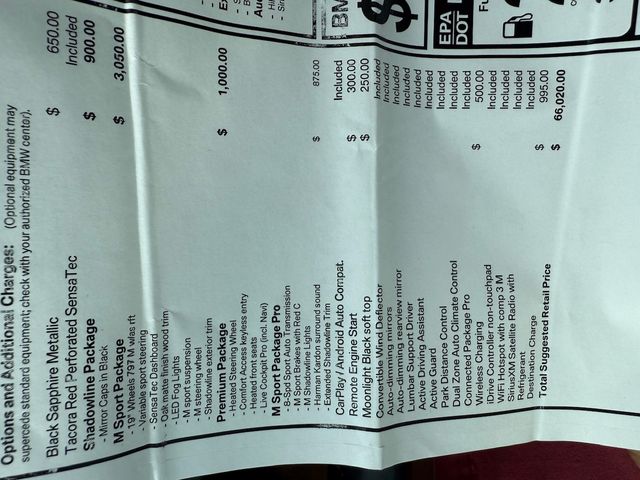 Options and Additional Charges: (Optional equipment may
supercede standard equipment; check with your authorized BMW center).
Black Sapphire Metallic $ 650.00
Tacora Red Perforated SensaTec Included
Shadowline Package $ 900.00
- Mirror Caps in Black
M Sport Package $ 3,050.00
- 19" Wheels 797 M w/as rft
- Variable sport steering
- SensaTec Dashboard
- Oak matte finish wood trim
- LED Fog Lights
- M sport suspension
- M steering wheel
- Shadowline exterior trim
Premium Package $ 1,000.00
- Heated Steering Wheel
- Comfort Access keyless entry
- Heated front seats
- Live Cockpit Pro (incl. Navi)
M Sport Package Pro
- 8-Spd Sport Auto Transmission
- M Sport Brakes with Red C
- M Shadowline Lights
- Harman Kardon surround sound $ 875.00
- Extended Shadowline Trim
CarPlay / Android Auto Compat. Included
Remote Engine Start $ 300.00
Moonlight Black soft top $ 250.00
Convertible Wind Deflector Included
Auto-dimming mirrors Included
Auto-dimming rearview mirror Included
Lumbar Support Driver Included
Active Driving Assistant Included
Active Guard Included
Park Distance Control Included
Dual Zone Auto Climate Control Included
Connected Package Pro Included
Wireless Charging $ 500.00
iDrive Controller non-touchpad Included
WiFi Hotspot with comp 3 M Included
SiriusXM Satellite Radio with Included
Refrigerant Included
Destination Charge $ 995.00
Total Suggested Retail Price $ 66,020.00
BM
$
EPA
DOT
Fu